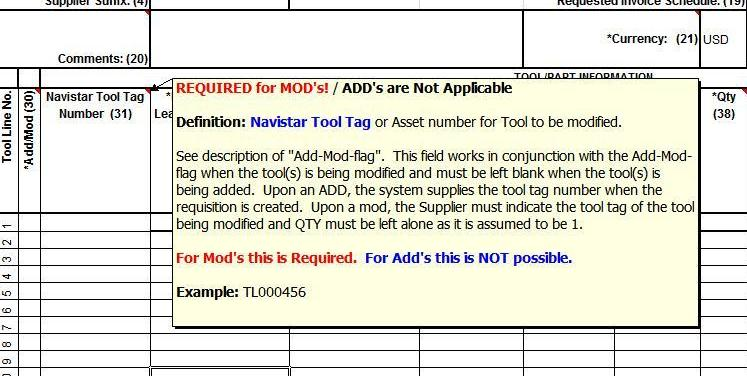 Supplier Suffix: (4)
Requested Invoice Schedule: (19)
*Currency: (21) USD
Comments: (20)
TOOL/PART INFORMATION
Tool Line No.
*Add/Mod (30)
Navistar Tool Tag
Number (31)
*
Lea
*Qty
(38)
REQUIRED for MOD's! / ADD's are Not Applicable
Definition: Navistar Tool Tag or Asset number for Tool to be modified.
See description of "Add-Mod-flag". This field works in conjunction with the Add-Mod-
flag when the tool(s) is being modified and must be left blank when the tool(s) is
being added. Upon an ADD, the system supplies the tool tag number when the
requisition is created. Upon a mod, the Supplier must indicate the tool tag of the tool
being modified and QTY must be left alone as it is assumed to be 1.
For Mod's this is Required. For Add's this is NOT possible.
Example: TL000456
1
2
3
4
5
6
7
8
9